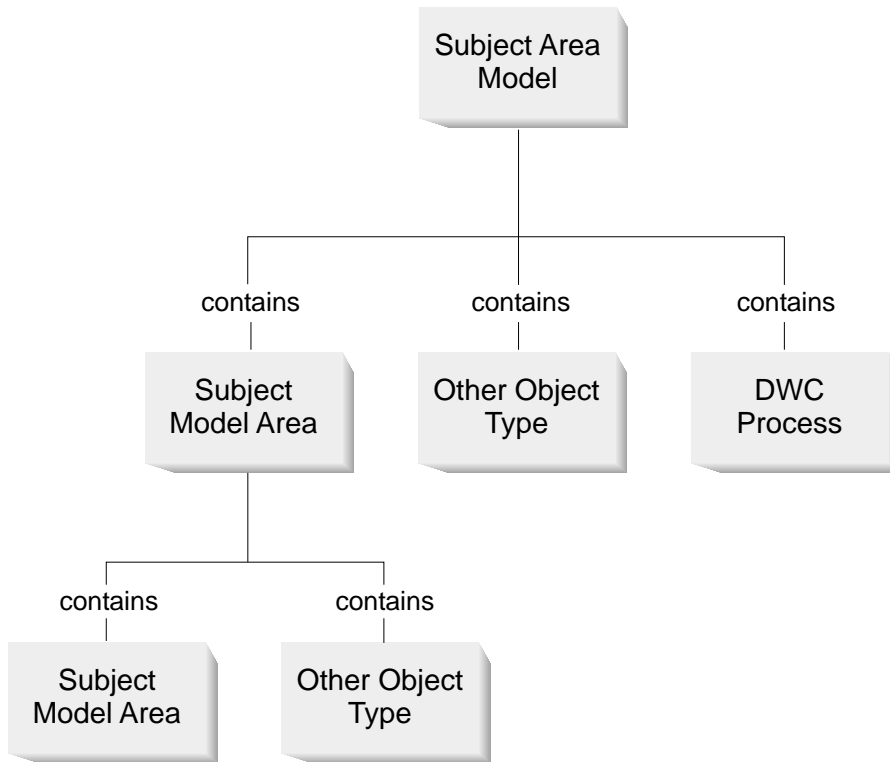 Subject Area
Model
contains
contains
contains
Subject
Model Area
Other Object
Type
DWC
Process
contains
contains
Subject
Model Area
Other Object
Type